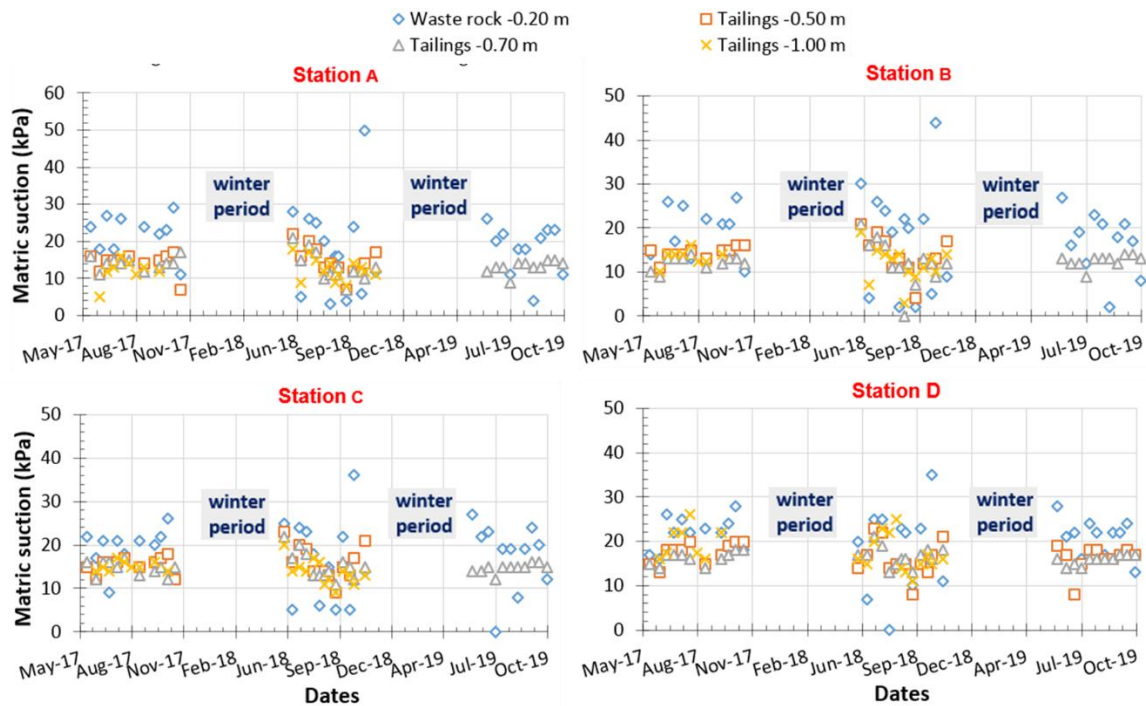 Waste rock -0.20 m Tailings -0.50 m
Tailings -0.70 m Tailings -1.00 m
Station A
Matric suction (kPa)
60
50
40
30
20
10
0
winter
period
winter
period
May-17 Aug-17 Nov-17 Feb-18 Jun-18 Sep-18 Dec-18 Apr-19 Jul-19 Oct-19
Station B
50
40
30
20
10
0
winter
period
winter
period
May-17 Aug-17 Nov-17 Feb-18 Jun-18 Sep-18 Dec-18 Apr-19 Jul-19 Oct-19
Station C
Matric suction (kPa)
50
40
30
20
10
0
winter
period
winter
period
May-17 Aug-17 Nov-17 Feb-18 Jun-18 Sep-18 Dec-18 Apr-19 Jul-19 Oct-19
Dates
Station D
50
40
30
20
10
0
winter
period
winter
period
May-17 Aug-17 Nov-17 Feb-18 Jun-18 Sep-18 Dec-18 Apr-19 Jul-19 Oct-19
Dates